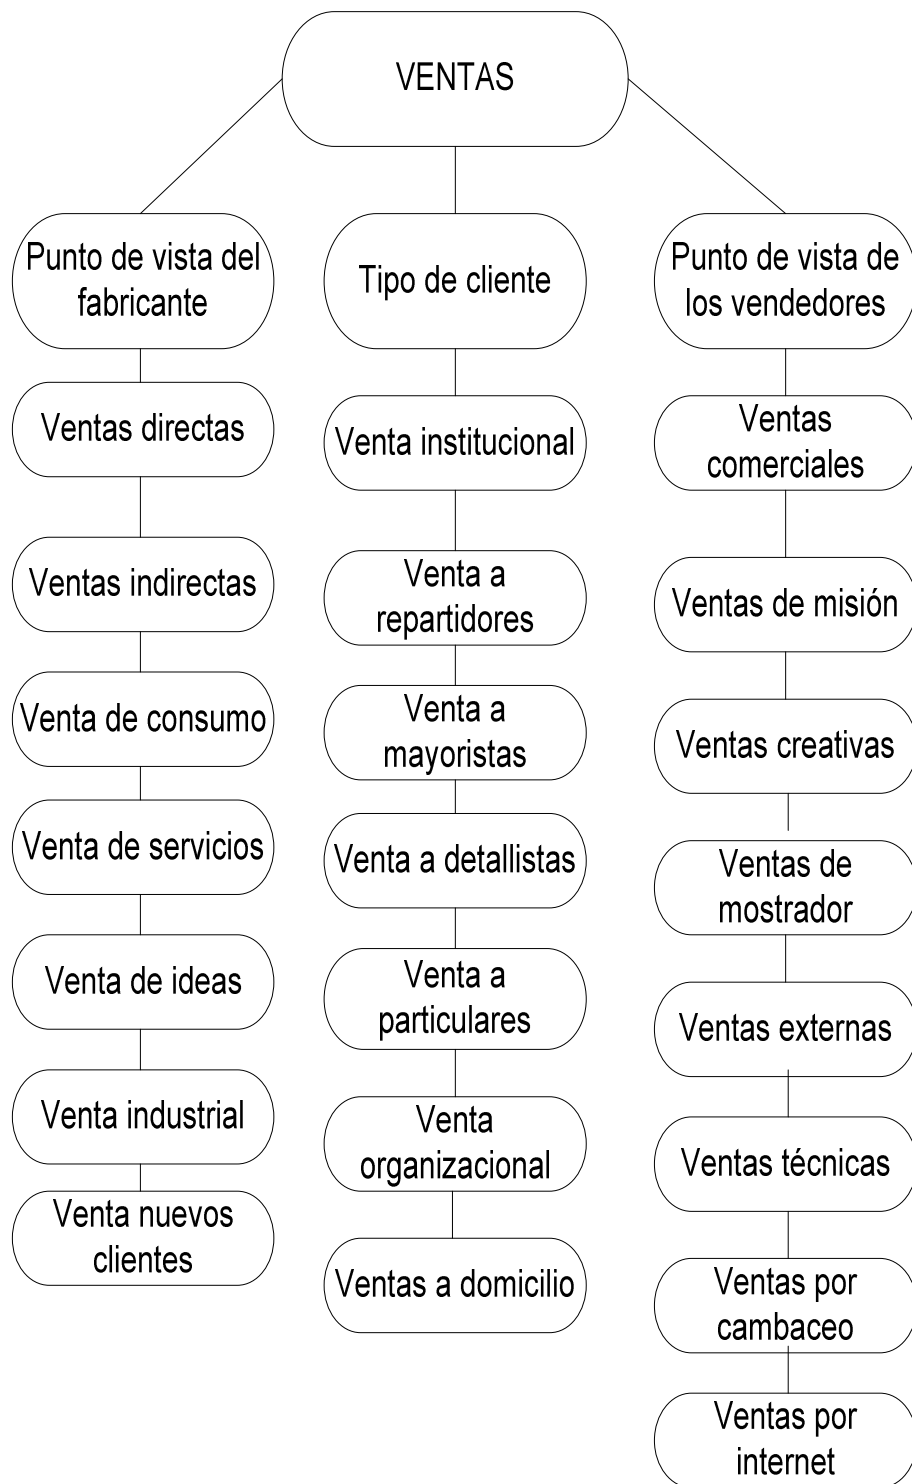 VENTAS
Punto de vista del
fabricante
Ventas directas
Ventas indirectas
Venta de consumo
Venta de servicios
Venta de ideas
Venta industrial
Venta nuevos
clientes
Tipo de cliente
Venta institucional
Venta a
repartidores
Venta a
mayoristas
Venta a detallistas
Venta a
particulares
Venta
organizacional
Ventas a domicilio
Punto de vista de
los vendedores
Ventas
comerciales
Ventas de misión
Ventas creativas
Ventas de
mostrador
Ventas externas
Ventas técnicas
Ventas por
cambaceo
Ventas por
internet